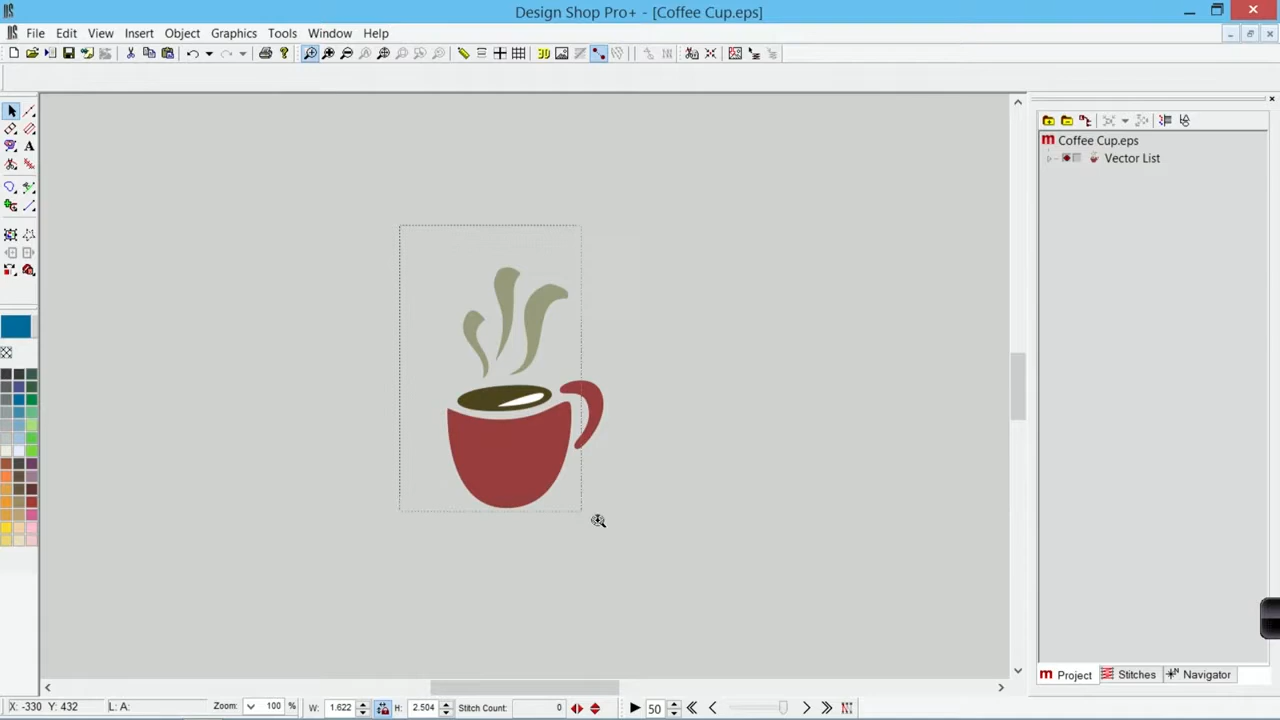 Design Shop Pro+ - [Coffee Cup.eps]
File Edit View Insert Object Graphics Tools Window Help
3D
A
Coffee Cup.eps
Vector List
Project Stitches Navigator
X: -330 Y: 432 L: A: Zoom: 100 % W: 1.622 H: 2.504 Stitch Count: 0 50